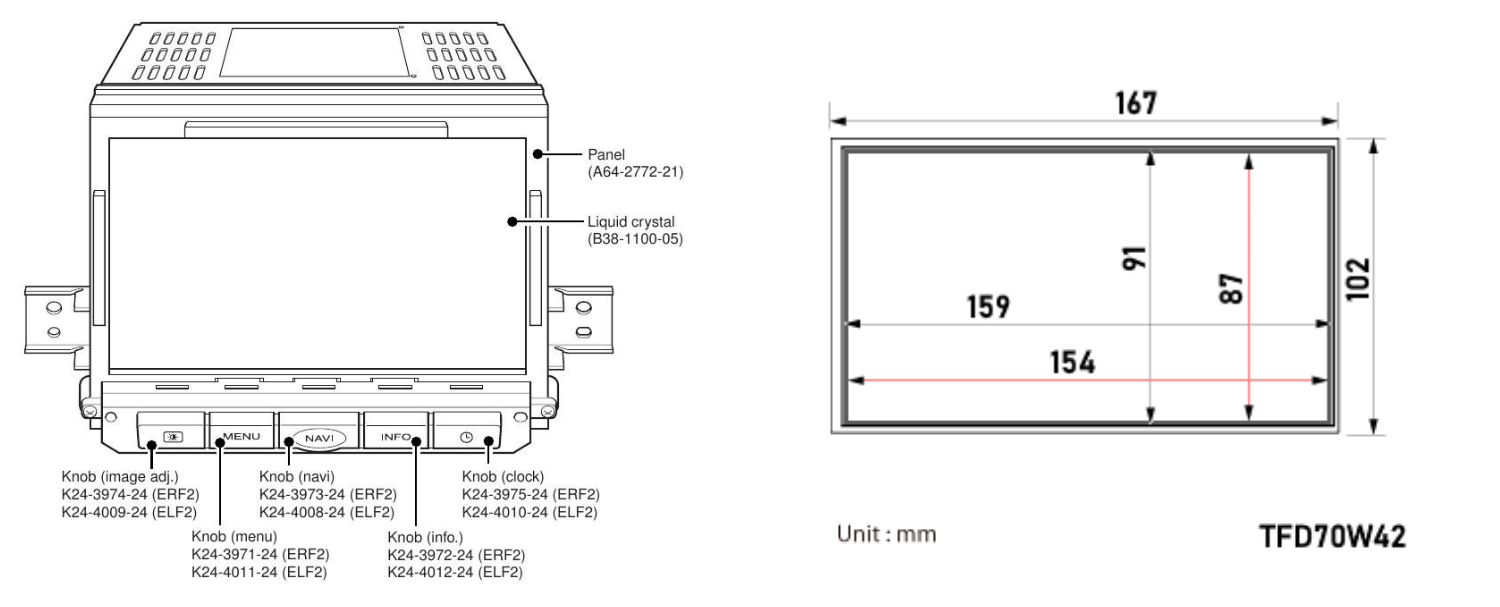 Panel
(A64-2772-21)
Liquid crystal
(B38-1100-05)
MENU
NAVI
INFO
Knob (image adj.)
K24-3974-24 (ERF2)
K24-4009-24 (ELF2)
Knob (navi)
K24-3973-24 (ERF2)
K24-4008-24 (ELF2)
Knob (clock)
K24-3975-24 (ERF2)
K24-4010-24 (ELF2)
Knob (menu)
K24-3971-24 (ERF2)
K24-4011-24 (ELF2)
Knob (info.)
K24-3972-24 (ERF2)
K24-4012-24 (ELF2)
167
91
87
102
159
154
Unit : mm
TFD70W42